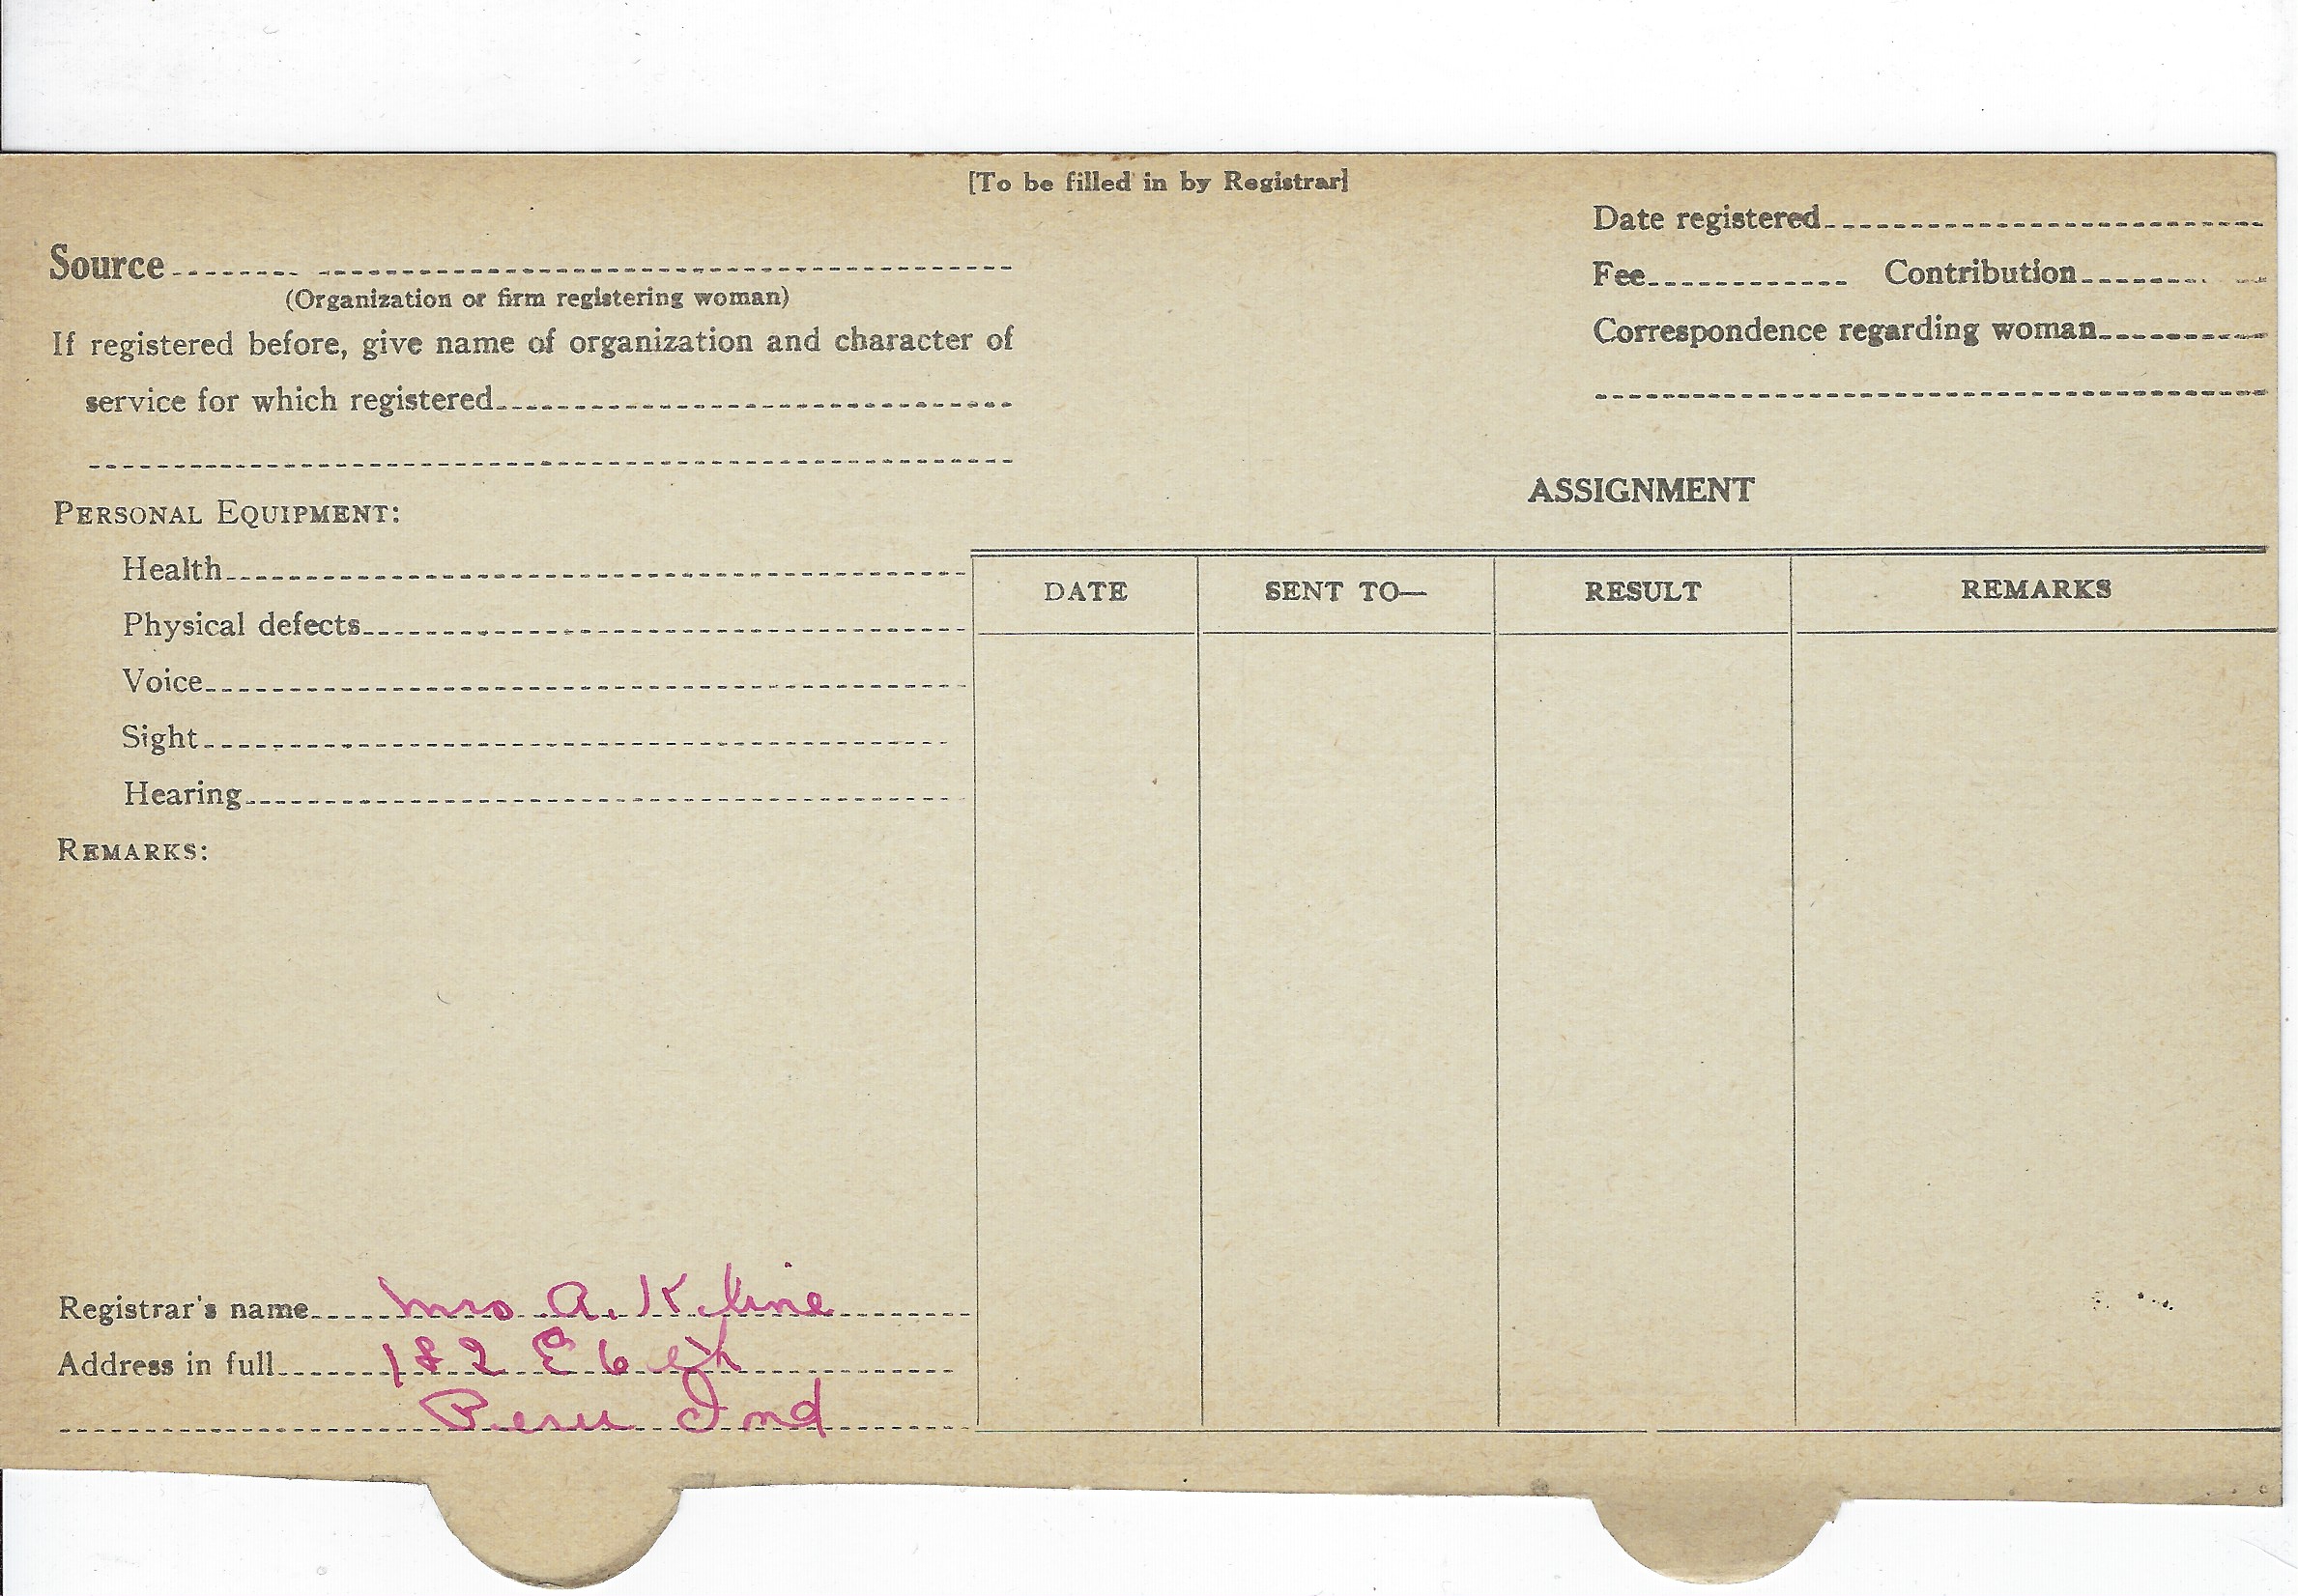 [To be filled in by Registrar]
Date registered
Source
(Organization or firm registering woman)
Fee Contribution
If registered before, give name of organization and character of
service for which registered
Correspondence regarding woman
PERSONAL EQUIPMENT:
Health
Physical defects
Voice
Sight
Hearing
REMARKS:
ASSIGNMENT
DATE SENT TO— RESULT REMARKS
Registrar's name Mrs A. Kline
Address in full 182 E 6
Peru Ind